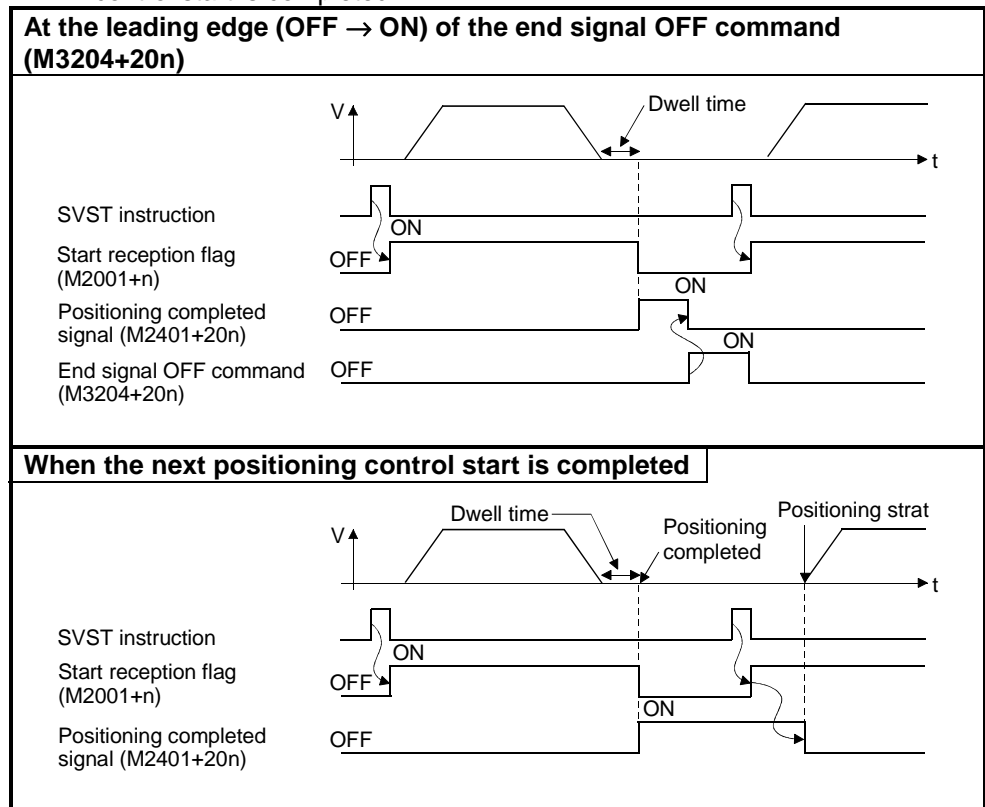 At the leading edge (OFF → ON) of the end signal OFF command
(M3204+20n)
V
Dwell time
t
SVST instruction
ON
Start reception flag
(M2001+n)
OFF
ON
Positioning completed
signal (M2401+20n)
OFF
ON
End signal OFF command
(M3204+20n)
OFF
When the next positioning control start is completed
V
Dwell time
Positioning
completed
Positioning strat
t
SVST instruction
ON
Start reception flag
(M2001+n)
OFF
ON
Positioning completed
signal (M2401+20n)
OFF